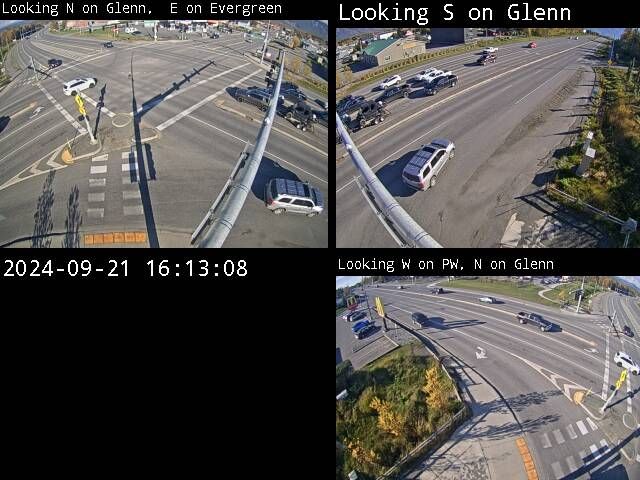 Looking N on Glenn, E on Evergreen
Looking S on Glenn
2024-09-21 16:13:08
Looking W on PW, N on Glenn